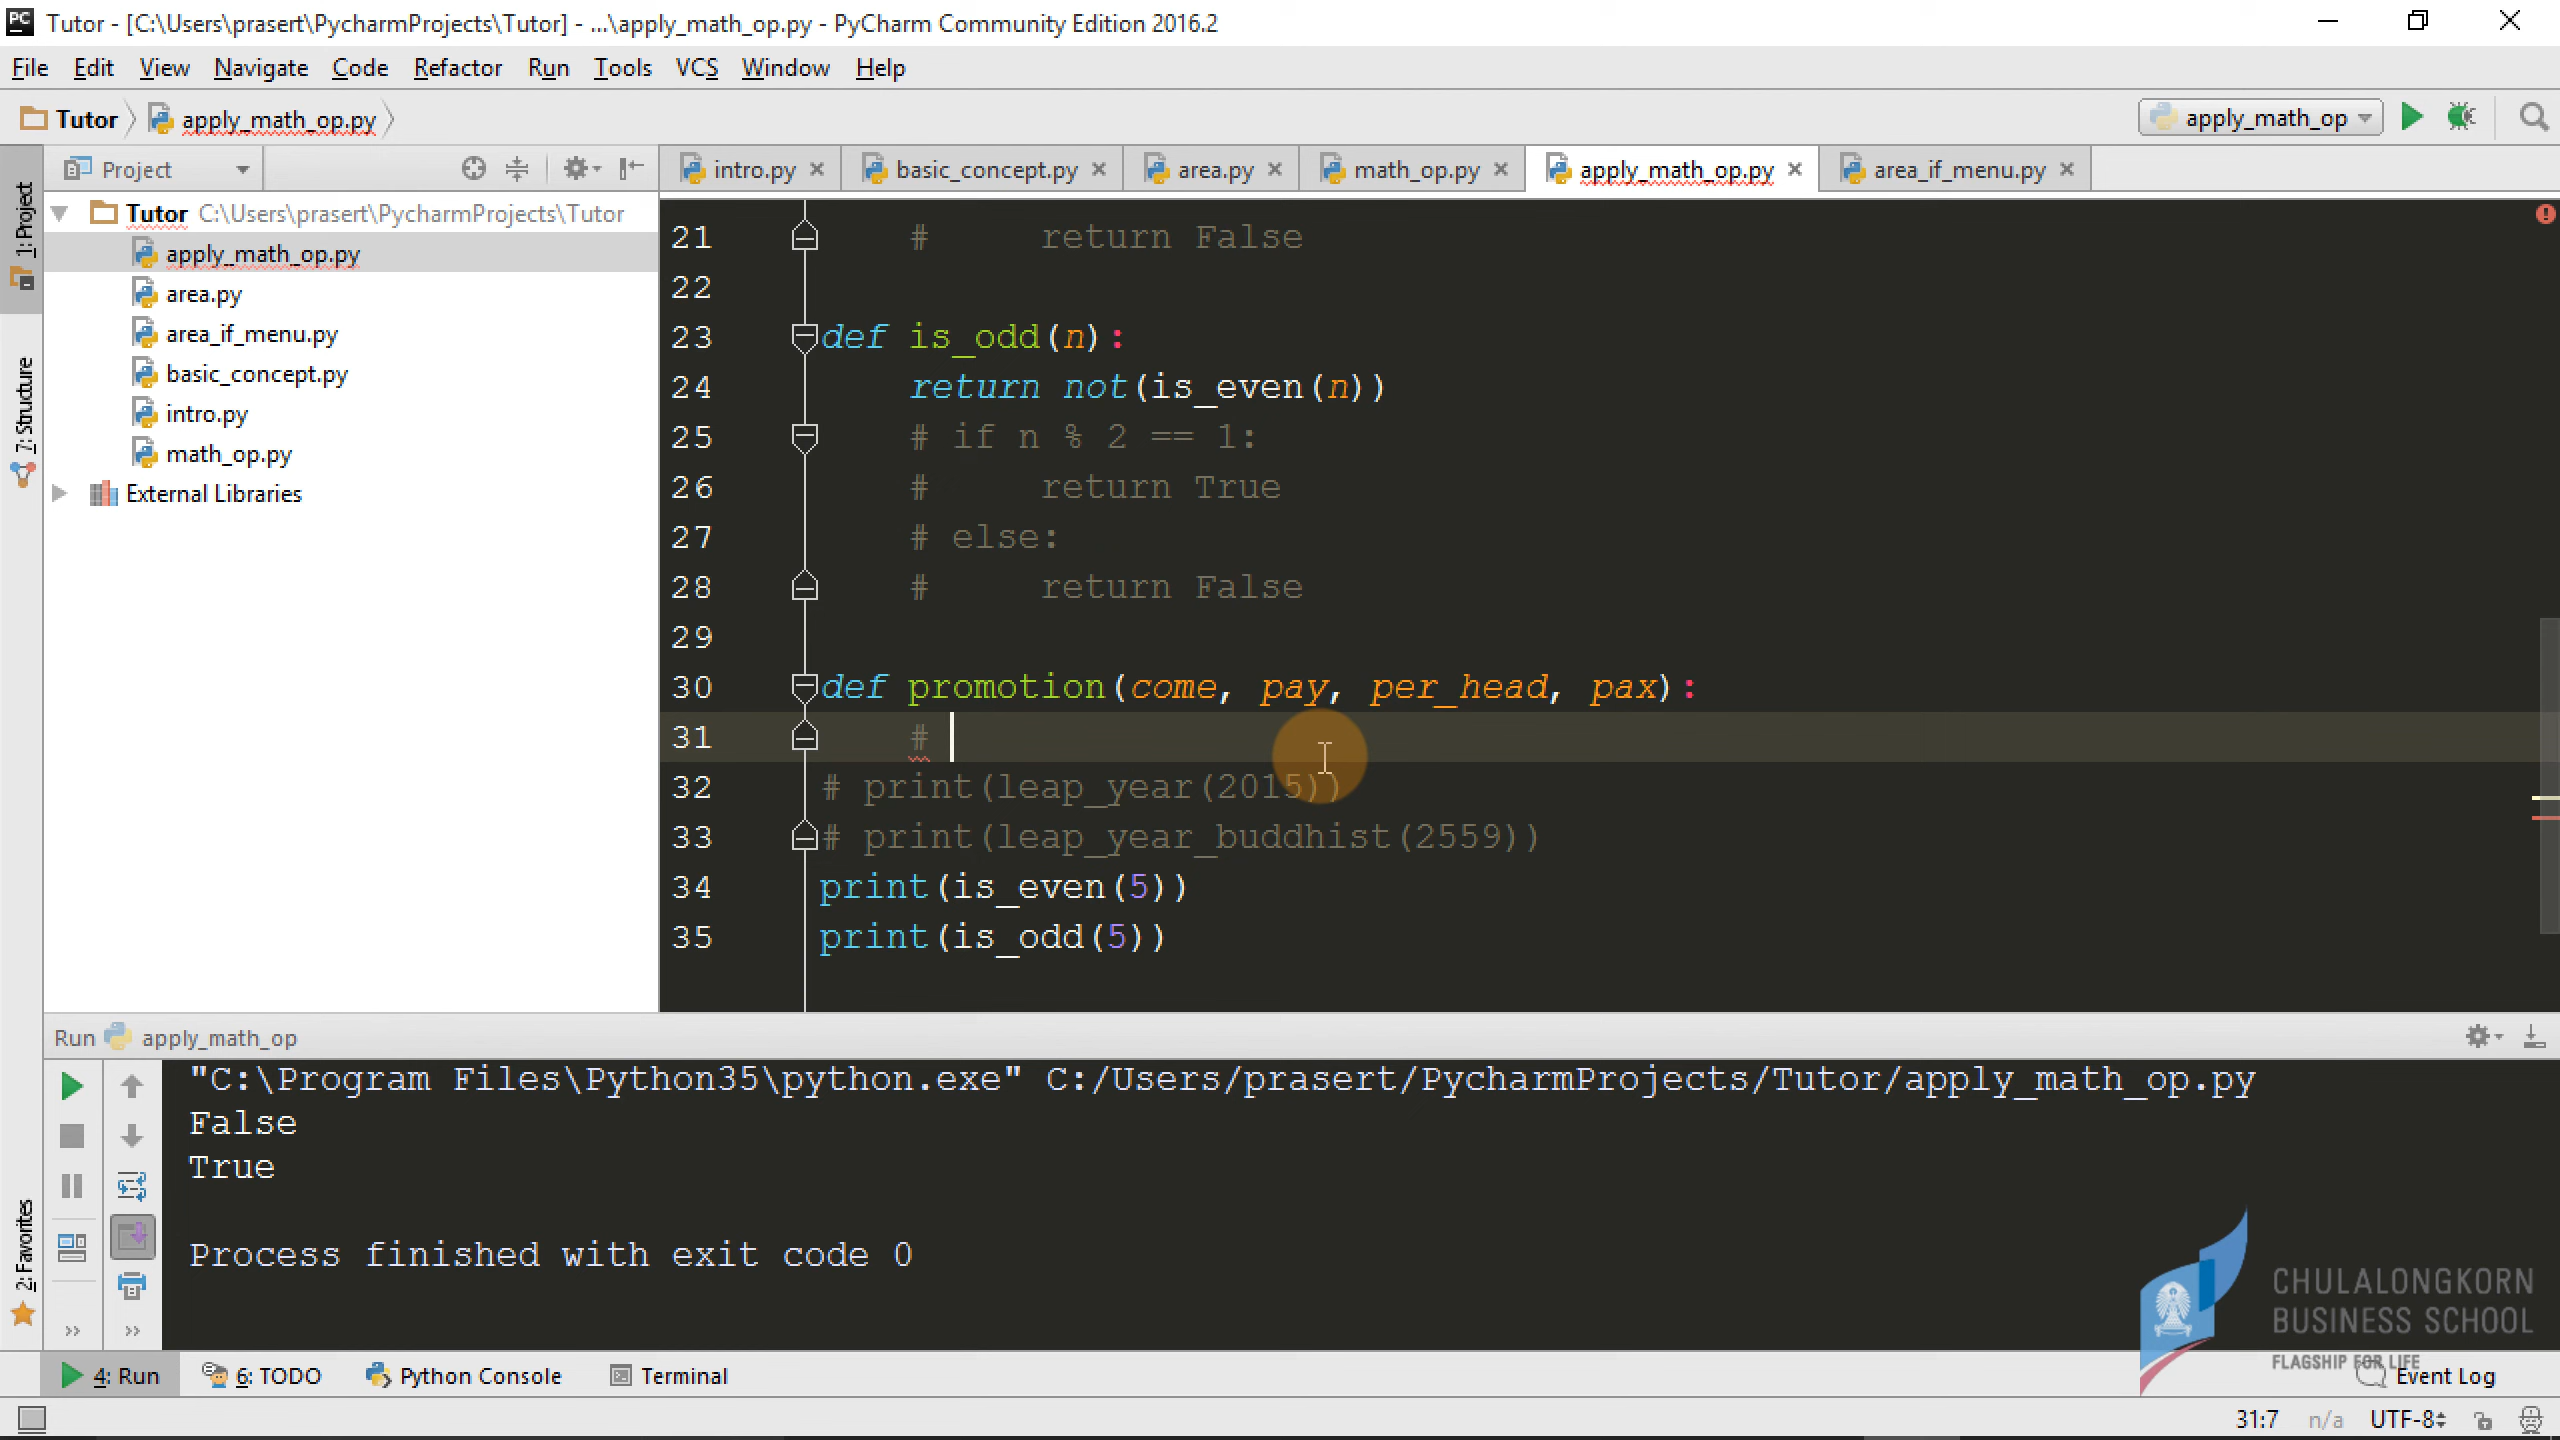 PC Tutor - [C:\Users\prasert\PycharmProjects\Tutor] - ...\apply_math_op.py - PyCharm Community Edition 2016.2
File Edit View Navigate Code Refactor Run Tools VCS Window Help
Tutor apply_math_op.py apply_math_op
Project intro.py basic_concept.py area.py math_op.py apply_math_op.py area_if_menu.py
1: Project
7: Structure
2: Favorites
Tutor C:\Users\prasert\PycharmProjects\Tutor
apply_math_op.py
area.py
area_if_menu.py
basic_concept.py
intro.py
math_op.py
External Libraries
21 #     return False
22
23 def is_odd(n):
24     return not(is_even(n))
25     # if n % 2 == 1:
26     #     return True
27     # else:
28     #     return False
29
30 def promotion(come, pay, per_head, pax):
31     #
32 # print(leap_year(2015))
33 # print(leap_year_buddhist(2559))
34 print(is_even(5))
35 print(is_odd(5))
Run apply_math_op
"C:\Program Files\Python35\python.exe" C:/Users/prasert/PycharmProjects/Tutor/apply_math_op.py
False
True
Process finished with exit code 0
CHULALONGKORN
BUSINESS SCHOOL
FLAGSHIP FOR LIFE
4: Run 6: TODO Python Console Terminal Event Log
31:7 n/a UTF-8